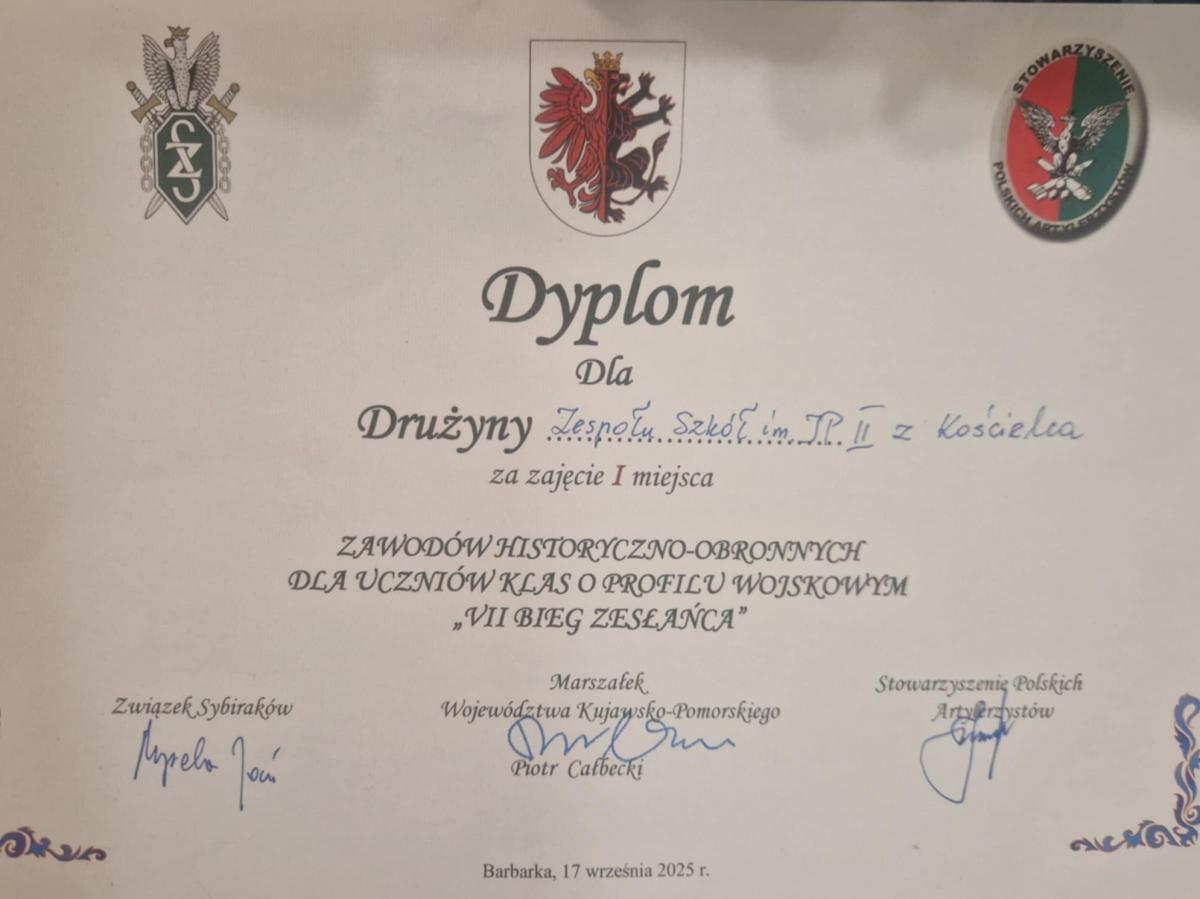 STOWARZYSZENIE
POLSKICH ARTYLERZYSTÓW
Dyplom
Dla
Drużyny Zespołu Szkół im. JP II z Kościelca
za zajęcie I miejsca
ZAWODÓW HISTORYCZNO-OBRONNYCH
DLA UCZNIÓW KLAS O PROFILU WOJSKOWYM
„VII BIEG ZESŁAŃCA”
Związek Sybiraków
Marszałek
Województwa Kujawsko-Pomorskiego
Piotr Całbecki
Stowarzyszenie Polskich
Artylerzystów
Barbarka, 17 września 2025 r.